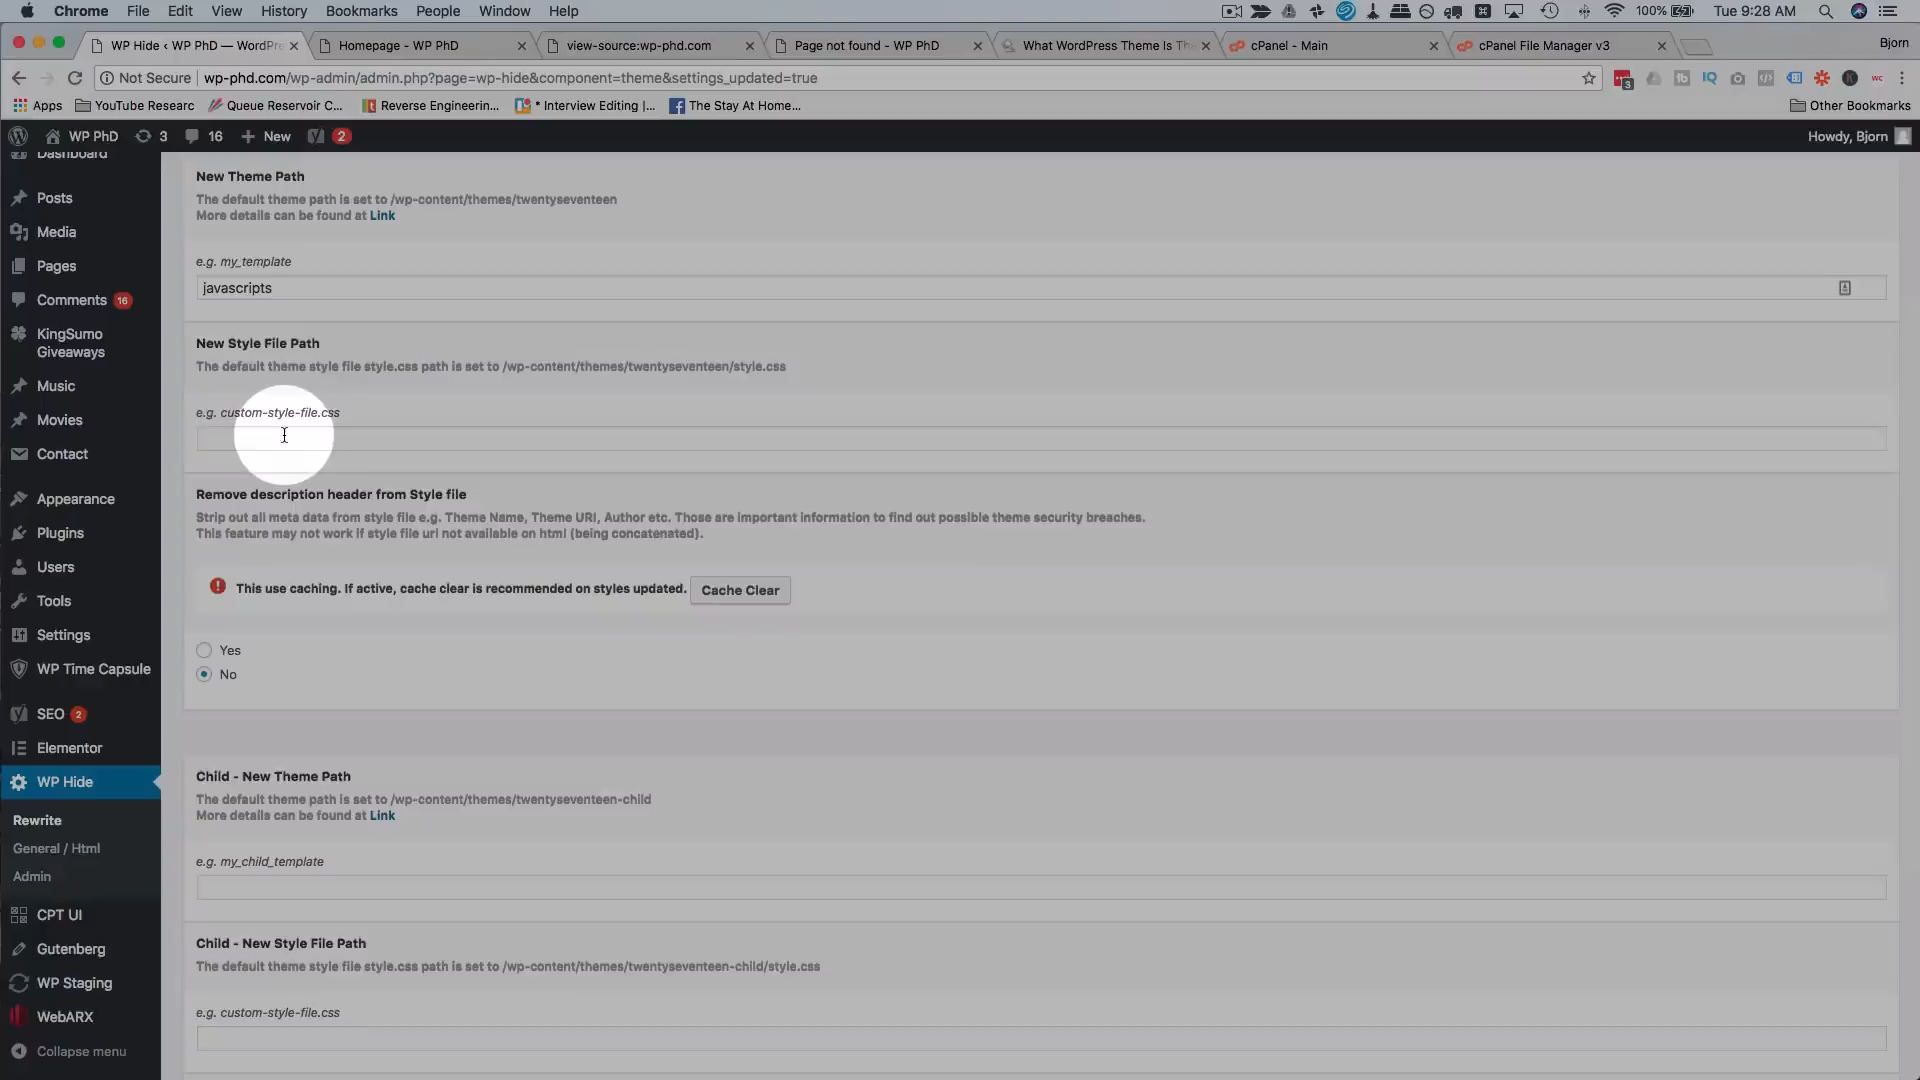 Chrome File Edit View History Bookmarks People Window Help 100% Tue 9:28 AM
WP Hide ‹ WP PhD — WordPre
Homepage - WP PhD
view-source:wp-phd.com
Page not found - WP PhD
What WordPress Theme Is Th
cPanel - Main
cPanel File Manager v3
Bjorn
Not Secure wp-phd.com/wp-admin/admin.php?page=wp-hide&component=theme&settings_updated=true
3
IQ
wc
Apps YouTube Researc Queue Reservoir C... Reverse Engineerin... * Interview Editing |... The Stay At Home... Other Bookmarks
WP PhD 3 16 New 2 Howdy, Bjorn
Dashboard
Posts
Media
Pages
Comments 16
KingSumo
Giveaways
Music
Movies
Contact
Appearance
Plugins
Users
Tools
Settings
WP Time Capsule
SEO 2
Elementor
WP Hide
Rewrite
General / Html
Admin
CPT UI
Gutenberg
WP Staging
WebARX
Collapse menu
New Theme Path
The default theme path is set to /wp-content/themes/twentyseventeen
More details can be found at Link
e.g. my_template
javascripts
New Style File Path
The default theme style file style.css path is set to /wp-content/themes/twentyseventeen/style.css
e.g. custom-style-file.css
Remove description header from Style file
Strip out all meta data from style file e.g. Theme Name, Theme URI, Author etc. Those are important information to find out possible theme security breaches.
This feature may not work if style file url not available on html (being concatenated).
This use caching. If active, cache clear is recommended on styles updated. Cache Clear
Yes
No
Child - New Theme Path
The default theme path is set to /wp-content/themes/twentyseventeen-child
More details can be found at Link
e.g. my_child_template
Child - New Style File Path
The default theme style file style.css path is set to /wp-content/themes/twentyseventeen-child/style.css
e.g. custom-style-file.css